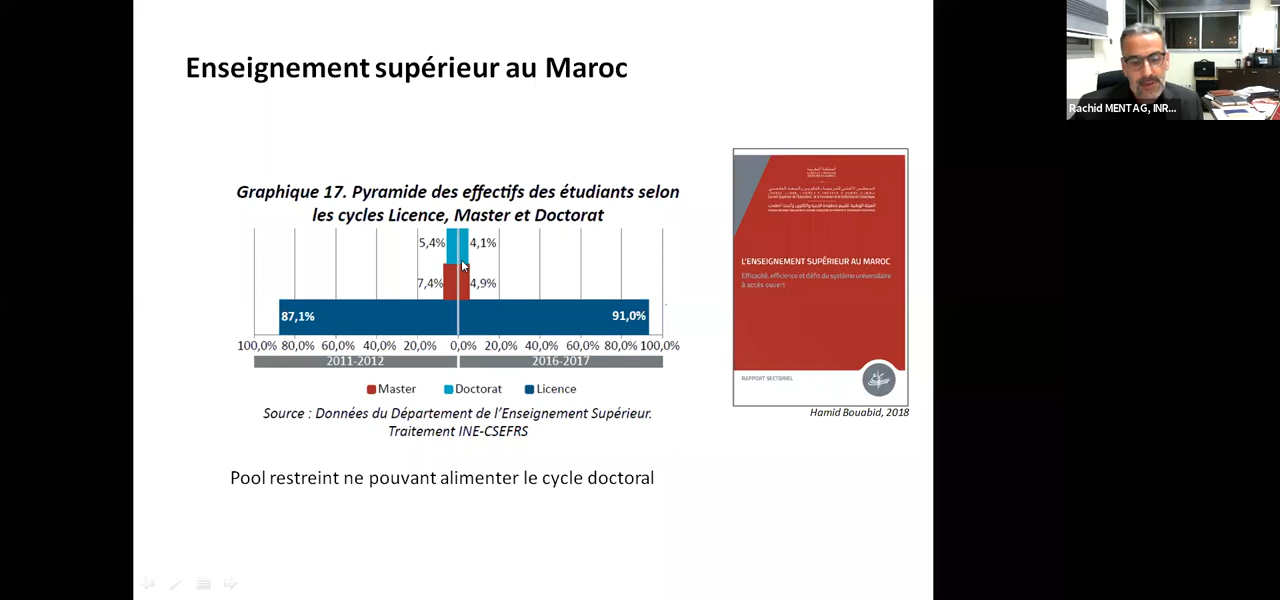 Enseignement supérieur au Maroc
Rachid MENTAG, INR...
Graphique 17. Pyramide des effectifs des étudiants selon
les cycles Licence, Master et Doctorat
5,4% 4,1%
7,4% 4,9%
87,1% 91,0%
100,0% 80,0% 60,0% 40,0% 20,0% 0,0% 20,0% 40,0% 60,0% 80,0% 100,0%
2011-2012 2016-2017
Master Doctorat Licence
Source : Données du Département de l'Enseignement Supérieur.
Traitement INE-CSEFRS
L'ENSEIGNEMENT SUPÉRIEUR AU MAROC
Efficacité, efficience et défis du système universitaire
à accès ouvert
RAPPORT SECTORIEL
Hamid Bouabid, 2018
Pool restreint ne pouvant alimenter le cycle doctoral